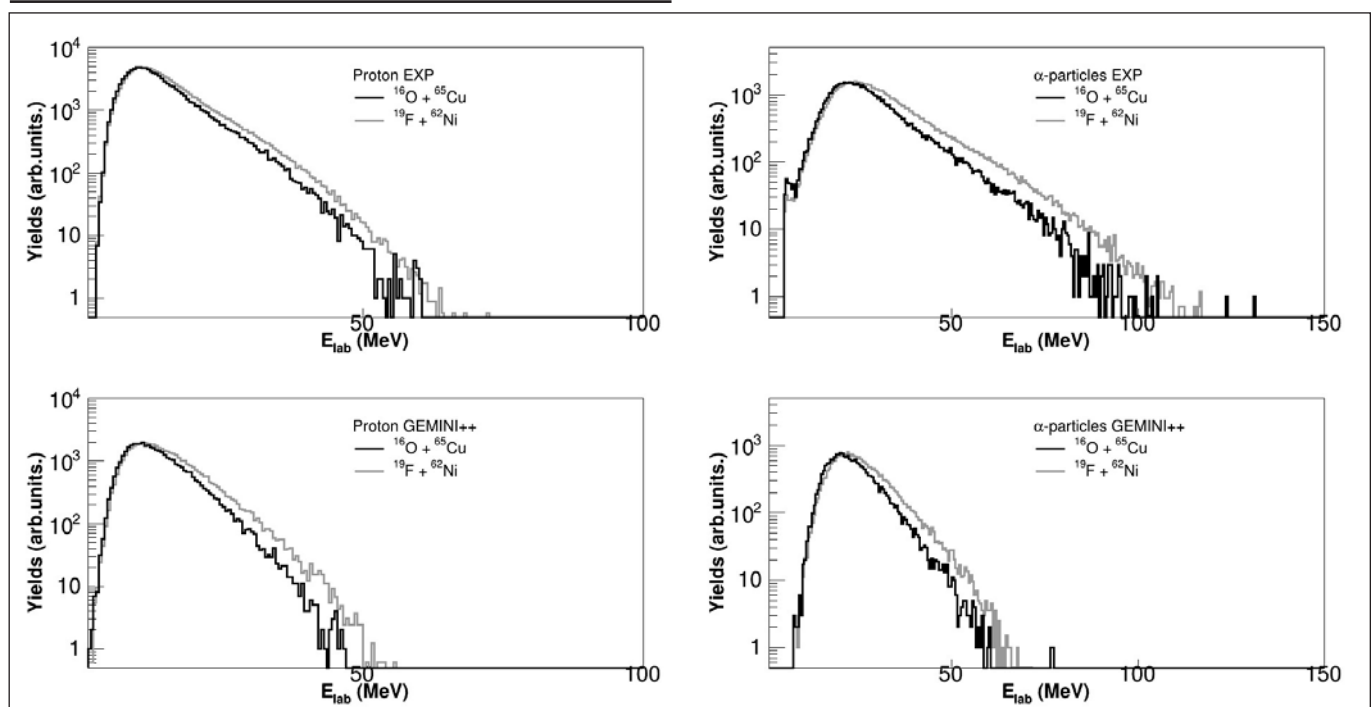 10⁴
10³
10²
10
1
Yields (arb.units.)
Proton EXP
¹⁶O + ⁶⁵Cu
¹⁹F + ⁶²Ni
50
100
E_lab (MeV)
10³
10²
10
1
Yields (arb.units.)
α-particles EXP
¹⁶O + ⁶⁵Cu
¹⁹F + ⁶²Ni
50
100
150
E_lab (MeV)
10⁴
10³
10²
10
1
Yields (arb.units.)
Proton GEMINI++
¹⁶O + ⁶⁵Cu
¹⁹F + ⁶²Ni
50
100
E_lab (MeV)
10³
10²
10
1
Yields (arb.units.)
α-particles GEMINI++
¹⁶O + ⁶⁵Cu
¹⁹F + ⁶²Ni
50
100
150
E_lab (MeV)